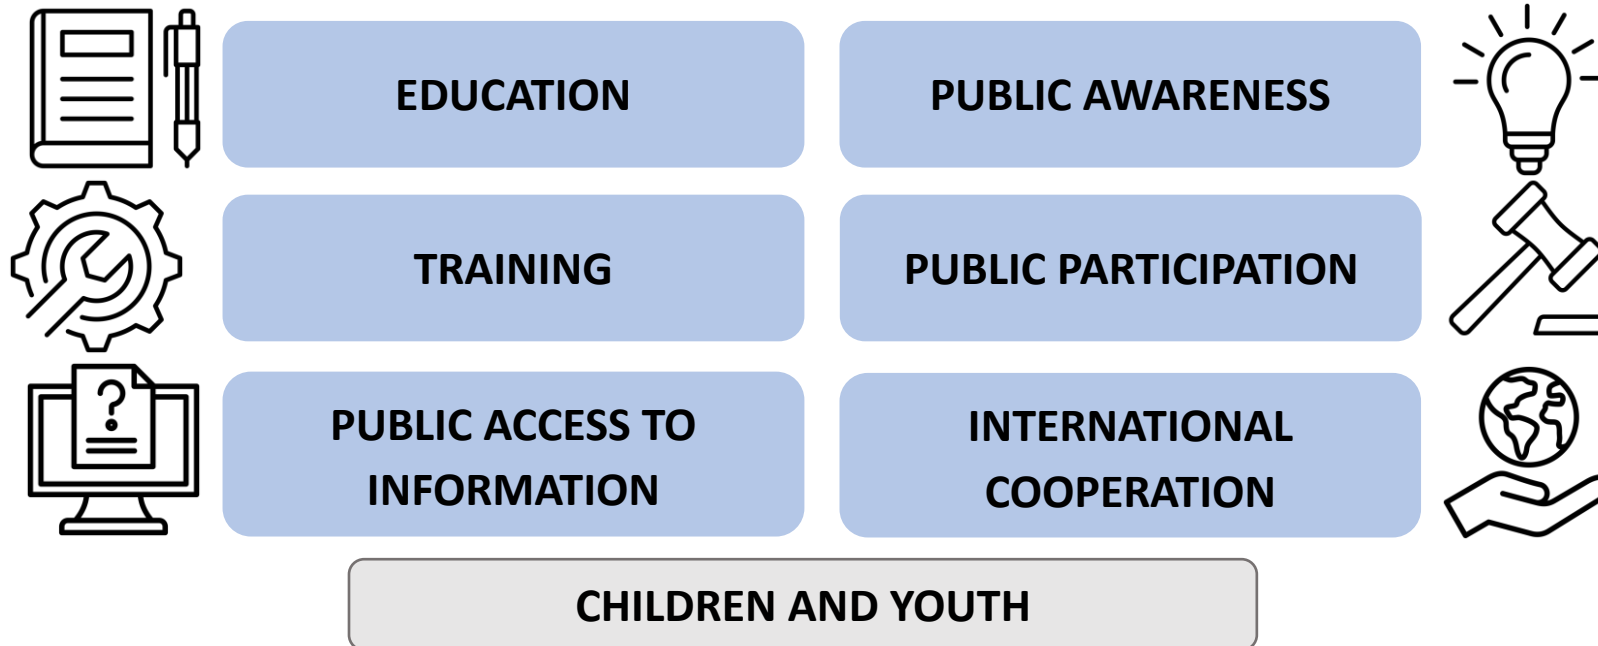 EDUCATION
PUBLIC AWARENESS
TRAINING
PUBLIC PARTICIPATION
PUBLIC ACCESS TO
INFORMATION
INTERNATIONAL
COOPERATION
CHILDREN AND YOUTH